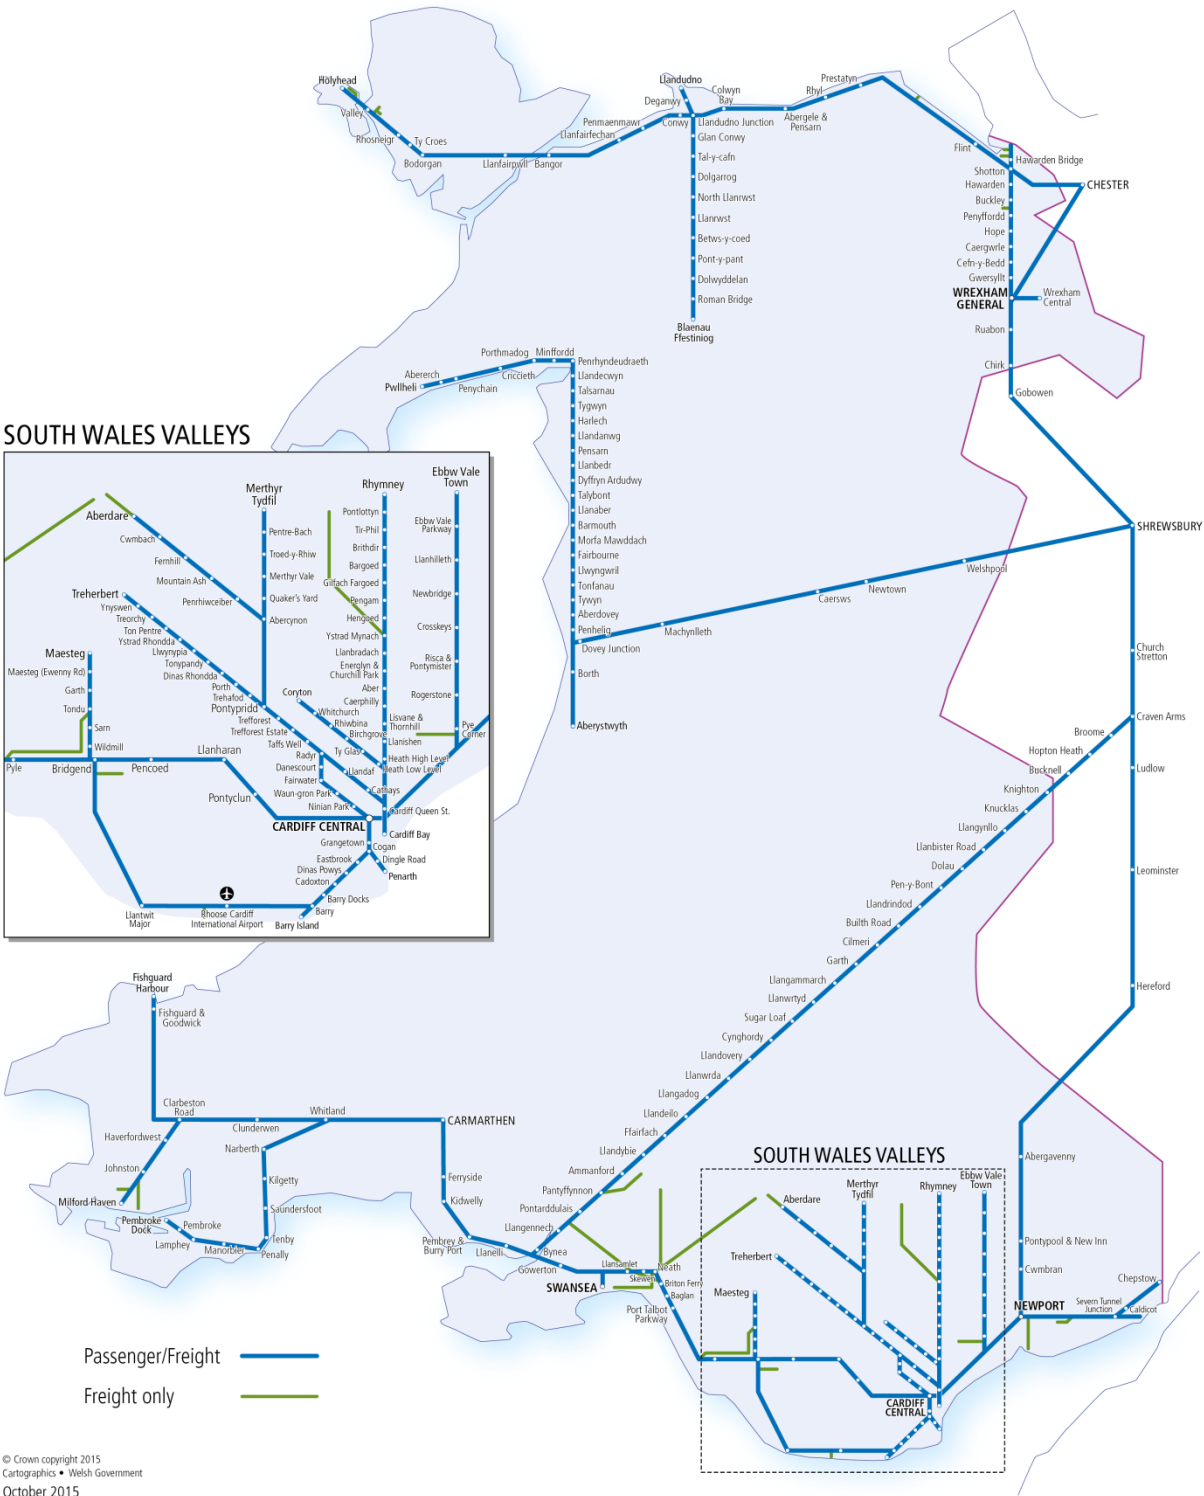 Holyhead
Valley
Rhosneigr
Ty Croes
Bodorgan
Llanfairpwll
Bangor
Llanfairfechan
Penmaenmawr
Conwy
Llandudno
Deganwy
Colwyn
Bay
Llandudno Junction
Abergele &
Pensarn
Rhyl
Prestatyn
Flint
Glan Conwy
Tal-y-cafn
Dolgarrog
North Llanrwst
Llanrwst
Betws-y-coed
Pont-y-pant
Dolwyddelan
Roman Bridge
Blaenau
Ffestiniog
Hawarden Bridge
Shotton
Hawarden
Buckley
Penyffordd
Hope
Caergwrle
Cefn-y-Bedd
Gwersyllt
CHESTER
WREXHAM
GENERAL
Wrexham
Central
Ruabon
Chirk
Gobowen
SHREWSBURY
Porthmadog
Minffordd
Abererch
Pwllheli
Penychain
Criccieth
Penrhyndeudraeth
Llandecwyn
Talsarnau
Tygwyn
Harlech
Llandanwg
Pensarn
Llanbedr
Dyffryn Ardudwy
Talybont
Llanaber
Barmouth
Morfa Mawddach
Fairbourne
Llwyngwril
Tonfanau
Tywyn
Aberdovey
Penhelig
Dovey Junction
Borth
Aberystwyth
Machynlleth
Caersws
Newtown
Welshpool
Church
Stretton
Craven Arms
Ludlow
Leominster
Hereford
Broome
Hopton Heath
Bucknell
Knighton
Knucklas
Llangynllo
Llanbister Road
Dolau
Pen-y-Bont
Llandrindod
Builth Road
Cilmeri
Garth
Llangammarch
Llanwrtyd
Sugar Loaf
Cynghordy
Llandovery
Llanwrda
Llangadog
Llandeilo
Ffairfach
Llandybie
Ammanford
Pantyffynnon
Pontarddulais
Llangennech
Bynea
SOUTH WALES VALLEYS
Aberdare
Cwmbach
Fernhill
Mountain Ash
Penrhiwceiber
Merthyr
Tydfil
Pentre-Bach
Troed-y-Rhiw
Merthyr Vale
Quaker's Yard
Abercynon
Rhymney
Pontlottyn
Tir-Phil
Brithdir
Bargoed
Gilfach Fargoed
Pengam
Hengoed
Ystrad Mynach
Llanbradach
Energlyn &
Churchill Park
Aber
Caerphilly
Lisvane &
Thornhill
Llanishen
Heath High Level
Heath Low Level
Ebbw Vale
Town
Ebbw Vale
Parkway
Llanhilleth
Newbridge
Crosskeys
Risca &
Pontymister
Rogerstone
Pye
Corner
Treherbert
Ynyswen
Treorchy
Ton Pentre
Ystrad Rhondda
Llwynypia
Tonypandy
Dinas Rhondda
Porth
Trehafod
Pontypridd
Trefforest
Trefforest Estate
Taffs Well
Radyr
Danescourt
Fairwater
Waun-gron Park
Ninian Park
Llandaf
Cathays
Coryton
Whitchurch
Rhiwbina
Birchgrove
Ty Glas
Maesteg
Maesteg (Ewenny Rd)
Garth
Tondu
Sarn
Wildmill
Pyle
Bridgend
Pencoed
Llanharan
Pontyclun
CARDIFF CENTRAL
Cardiff Queen St.
Cardiff Bay
Grangetown
Cogan
Dingle Road
Penarth
Eastbrook
Dinas Powys
Cadoxton
Barry Docks
Barry
Barry Island
Rhoose Cardiff
International Airport
Llantwit
Major
Fishguard
Harbour
Fishguard &
Goodwick
Clarbeston
Road
Haverfordwest
Johnston
Milford Haven
Clunderwen
Whitland
CARMARTHEN
Narberth
Kilgetty
Saundersfoot
Tenby
Penally
Manorbier
Lamphey
Pembroke
Pembroke
Dock
Ferryside
Kidwelly
Pembrey &
Burry Port
Llanelli
Gowerton
SWANSEA
Llansamlet
Skewen
Neath
Briton Ferry
Baglan
Port Talbot
Parkway
SOUTH WALES VALLEYS
Aberdare
Merthyr
Tydfil
Rhymney
Ebbw Vale
Town
Treherbert
Maesteg
CARDIFF
CENTRAL
Abergavenny
Pontypool & New Inn
Cwmbran
NEWPORT
Severn Tunnel
Junction
Caldicot
Chepstow
Passenger/Freight
Freight only
© Crown copyright 2015
Cartographics • Welsh Government
October 2015